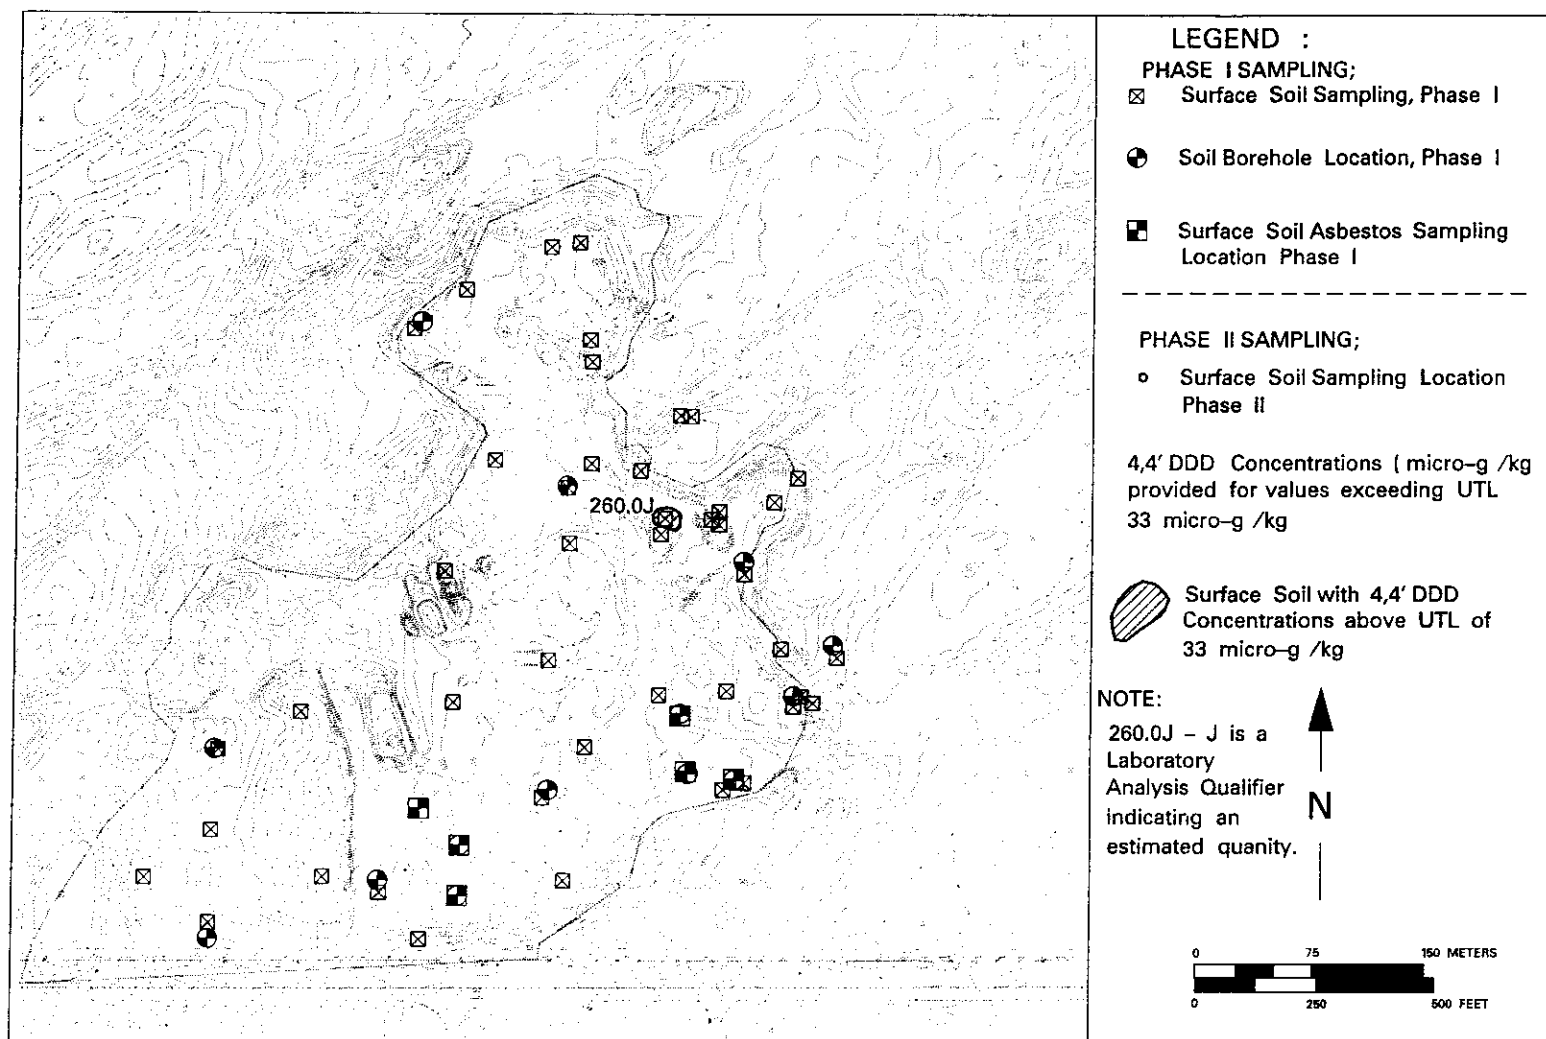 LEGEND :
PHASE I SAMPLING;
Surface Soil Sampling, Phase I
Soil Borehole Location, Phase I
Surface Soil Asbestos Sampling
Location Phase I
PHASE II SAMPLING;
Surface Soil Sampling Location
Phase II
4,4' DDD Concentrations ( micro-g /kg
provided for values exceeding UTL
33 micro-g /kg
Surface Soil with 4,4' DDD
Concentrations above UTL of
33 micro-g /kg
NOTE:
260.0J - J is a
Laboratory
Analysis Qualifier
indicating an
estimated quanity.
N
0 75 150 METERS
0 250 500 FEET
260.0J